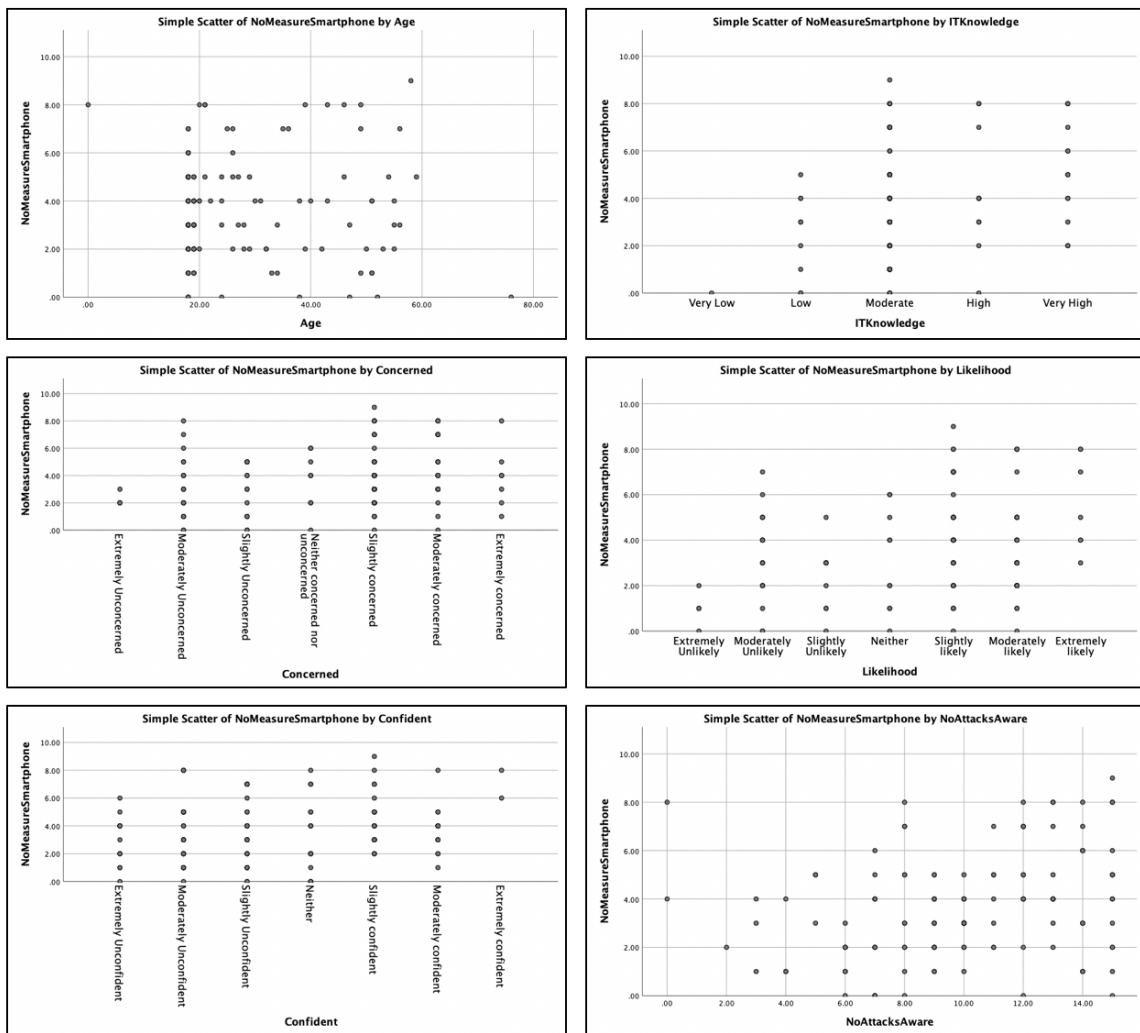 Simple Scatter of NoMeasureSmartphone by Age
NoMeasureSmartphone
10.00
8.00
6.00
4.00
2.00
.00
.00 20.00 40.00 60.00 80.00
Age
Simple Scatter of NoMeasureSmartphone by ITKnowledge
NoMeasureSmartphone
10.00
8.00
6.00
4.00
2.00
.00
Very Low Low Moderate High Very High
ITKnowledge
Simple Scatter of NoMeasureSmartphone by Concerned
NoMeasureSmartphone
10.00
8.00
6.00
4.00
2.00
.00
Extremely Unconcerned
Moderately Unconcerned
Slightly Unconcerned
Neither concerned nor
unconcerned
Slightly concerned
Moderately concerned
Extremely concerned
Concerned
Simple Scatter of NoMeasureSmartphone by Likelihood
NoMeasureSmartphone
10.00
8.00
6.00
4.00
2.00
.00
Extremely Moderately Slightly Neither Slightly Moderately Extremely
Unlikely Unlikely Unlikely likely likely likely
Likelihood
Simple Scatter of NoMeasureSmartphone by Confident
NoMeasureSmartphone
10.00
8.00
6.00
4.00
2.00
.00
Extremely Unconfident
Moderately Unconfident
Slightly Unconfident
Neither
Slightly confident
Moderately confident
Extremely confident
Confident
Simple Scatter of NoMeasureSmartphone by NoAttacksAware
NoMeasureSmartphone
10.00
8.00
6.00
4.00
2.00
.00
.00 2.00 4.00 6.00 8.00 10.00 12.00 14.00
NoAttacksAware